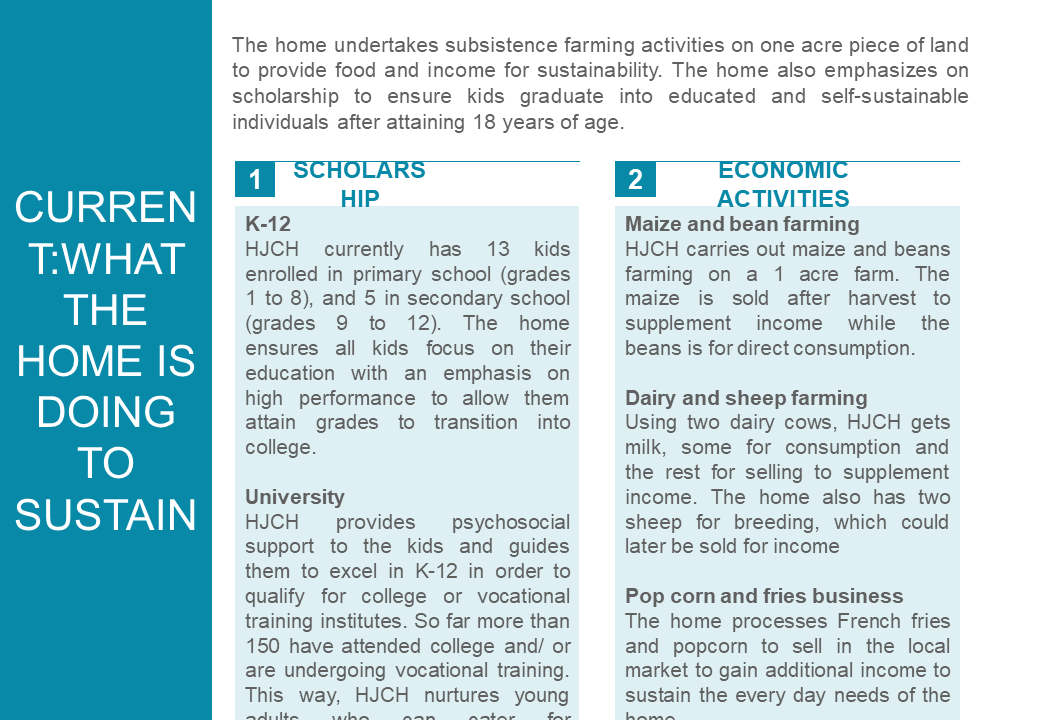 CURREN
T:WHAT
THE
HOME IS
DOING
TO
SUSTAIN
The home undertakes subsistence farming activities on one acre piece of land
to provide food and income for sustainability. The home also emphasizes on
scholarship to ensure kids graduate into educated and self-sustainable
individuals after attaining 18 years of age.
1
SCHOLARS
HIP
K-12
HJCH currently has 13 kids
enrolled in primary school (grades
1 to 8), and 5 in secondary school
(grades 9 to 12). The home
ensures all kids focus on their
education with an emphasis on
high performance to allow them
attain grades to transition into
college.
University
HJCH provides psychosocial
support to the kids and guides
them to excel in K-12 in order to
qualify for college or vocational
training institutes. So far more than
150 have attended college and/ or
are undergoing vocational training.
This way, HJCH nurtures young
adults who can cater for
2
ECONOMIC
ACTIVITIES
Maize and bean farming
HJCH carries out maize and beans
farming on a 1 acre farm. The
maize is sold after harvest to
supplement income while the
beans is for direct consumption.
Dairy and sheep farming
Using two dairy cows, HJCH gets
milk, some for consumption and
the rest for selling to supplement
income. The home also has two
sheep for breeding, which could
later be sold for income
Pop corn and fries business
The home processes French fries
and popcorn to sell in the local
market to gain additional income to
sustain the every day needs of the
home